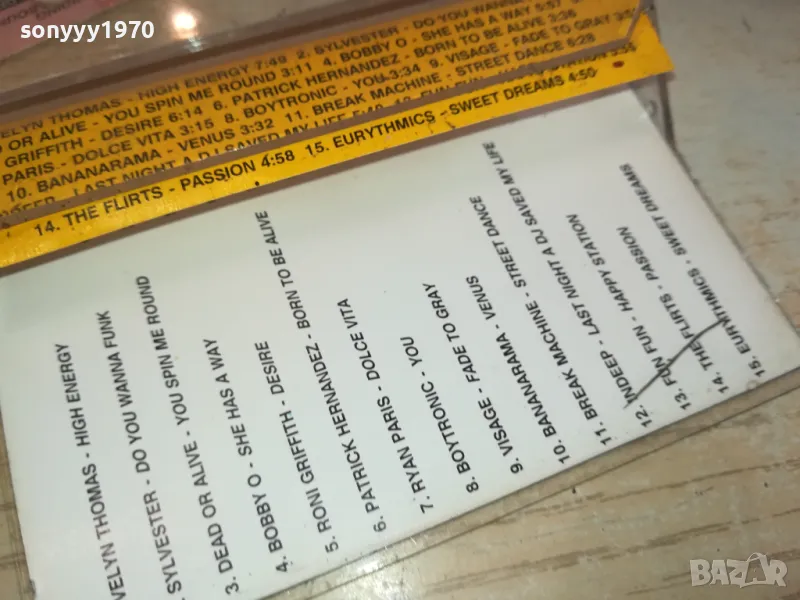 sonyyy1970
VELYN THOMAS - HIGH ENERGY 7:49 2. SYLVESTER - DO YOU WANNA
D OR ALIVE - YOU SPIN ME ROUND 3:11 4. BOBBY O - SHE HAS A WAY 5:57
GRIFFITH - DESIRE 6:14 6. PATRICK HERNANDEZ - BORN TO BE ALIVE 3:36
PARIS - DOLCE VITA 3:15 8. BOYTRONIC - YOU-3:34 9. VISAGE - FADE TO GRAY
10. BANANARAMA - VENUS 3:32 11. BREAK MACHINE - STREET DANCE 6:28
LAST NIGHT A DJ SAVED MY LIFE
14. THE FLIRTS - PASSION 4:58 15. EURYTHMICS - SWEET DREAMS 4:50
VELYN THOMAS - HIGH ENERGY
SYLVESTER - DO YOU WANNA FUNK
3. DEAD OR ALIVE - YOU SPIN ME ROUND
4. BOBBY O - SHE HAS A WAY
5. RONI GRIFFITH - DESIRE
6. PATRICK HERNANDEZ - BORN TO BE ALIVE
7. RYAN PARIS - DOLCE VITA
8. BOYTRONIC - YOU
9. VISAGE - FADE TO GRAY
10. BANANARAMA - VENUS
11. BREAK MACHINE - STREET DANCE
12. INDEEP - LAST NIGHT A DJ SAVED MY LIFE
13. FUN FUN - HAPPY STATION
14. THE FLIRTS - PASSION
15. EURYTHMICS - SWEET DREAMS
BAZAR.bg